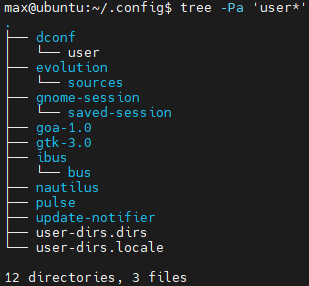 max@ubuntu:~/.config$ tree -Pa 'user*'
.
├── dconf
│   └── user
├── evolution
│   └── sources
├── gnome-session
│   └── saved-session
├── goa-1.0
├── gtk-3.0
├── ibus
│   └── bus
├── nautilus
├── pulse
├── update-notifier
├── user-dirs.dirs
└── user-dirs.locale
12 directories, 3 files